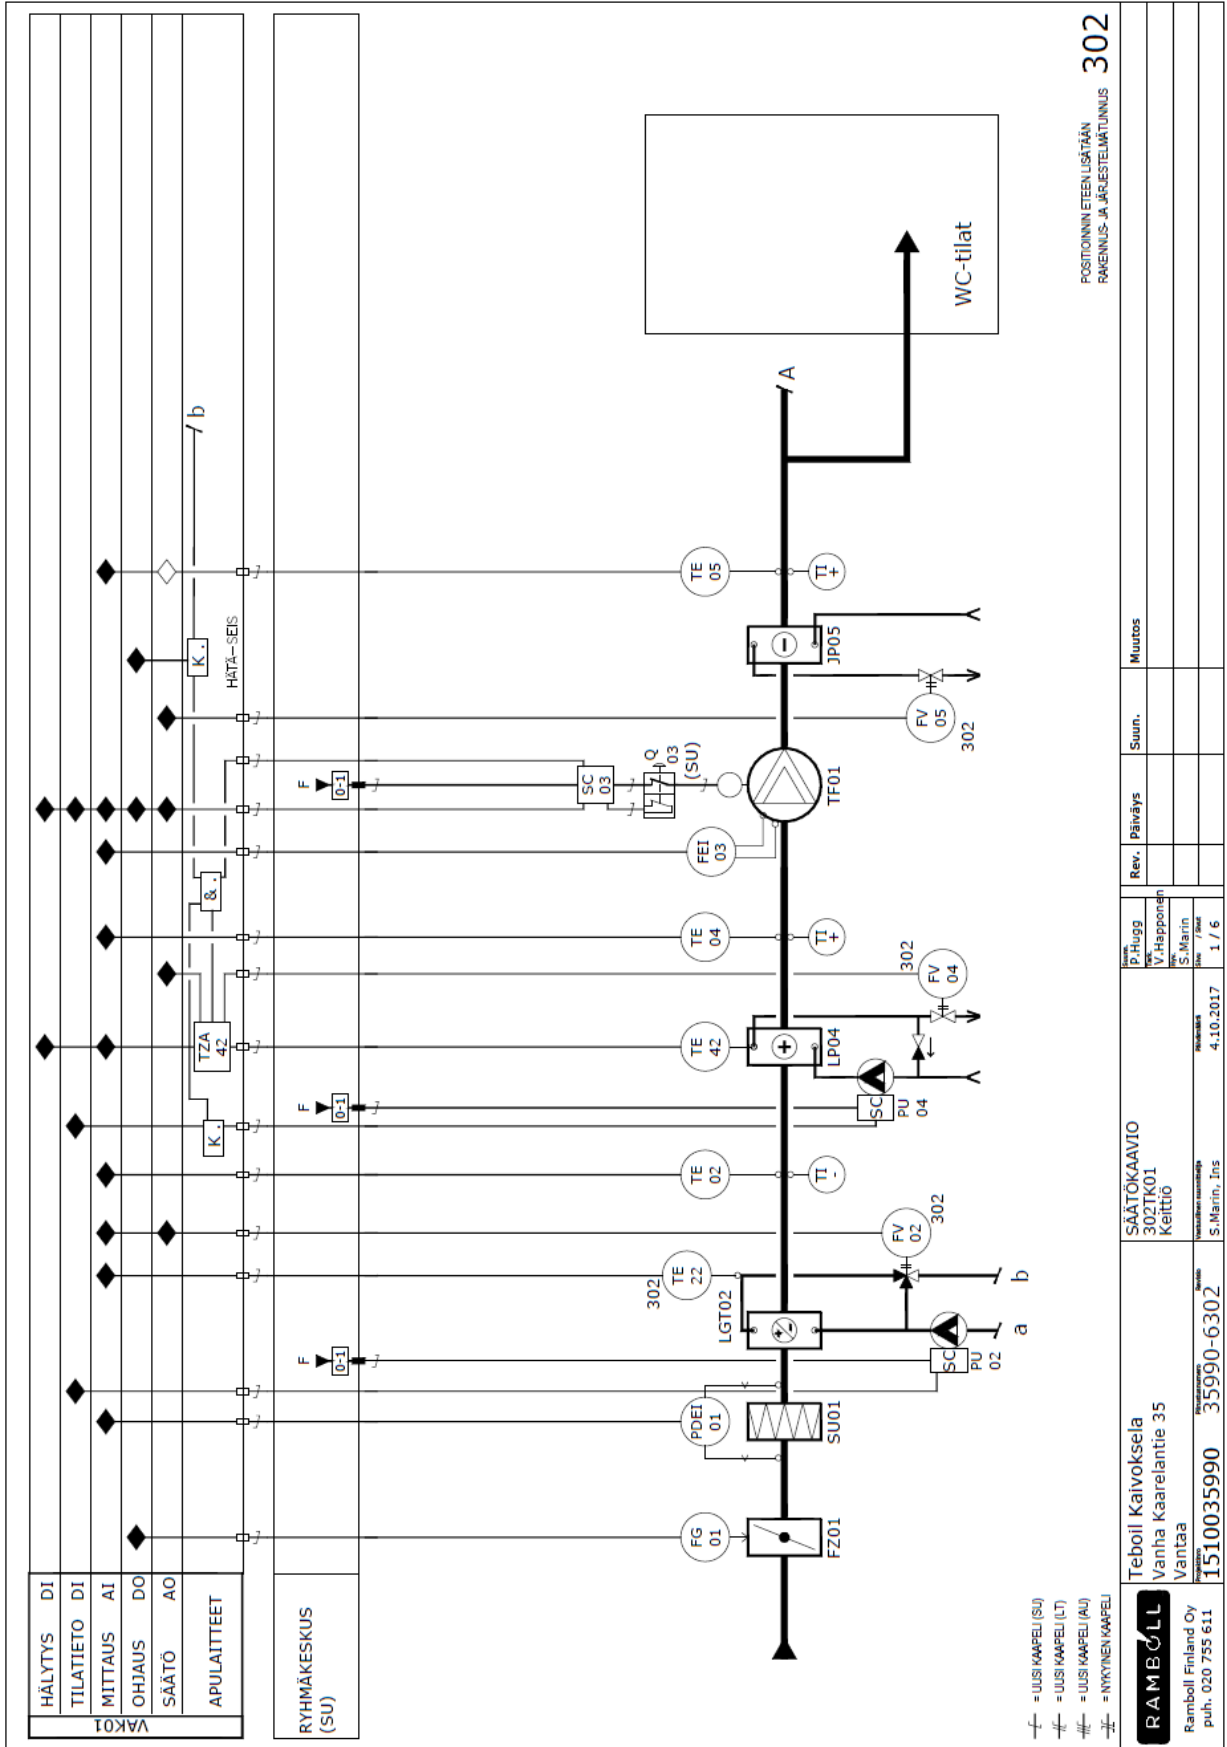 VAK01
HÄLYTYS DI
TILATIETO DI
MITTAUS AI
OHJAUS DO
SÄÄTÖ AO
APULAITTEET
K .
TZA
42
& .
K .
HÄTÄ-SEIS
b
RYHMÄKESKUS
(SU)
F
0-1
F
0-1
F
0-1
FG
01
PDEI
01
302
TE
22
TE
02
TE
42
TE
04
FEI
03
SC
03
Q
03
(SU)
TE
05
FZ01
SU01
LGT02
LP04
TF01
JP05
TI
-
TI
+
TI
+
A
SC
PU
02
FV
02
302
a
b
SC
PU
04
FV
04
302
FV
05
302
WC-tilat
POSITIOINNIN ETEEN LISÄTÄÄN
RAKENNUS- JA JÄRJESTELMÄTUNNUS
302
= UUSI KAAPELI (SU)
= UUSI KAAPELI (LT)
= UUSI KAAPELI (AU)
= NYKYINEN KAAPELI
RAMBOLL
Ramboll Finland Oy
puh. 020 755 611
Teboil Kaivoksela
Vanha Kaarelantie 35
Vantaa
1510035990
35990-6302
SÄÄTÖKAAVIO
302TK01
Keittiö
S.Marin, Ins
4.10.2017
P.Hugg
V.Happonen
S.Marin
1 / 6
Rev.
Päiväys
Suun.
Muutos